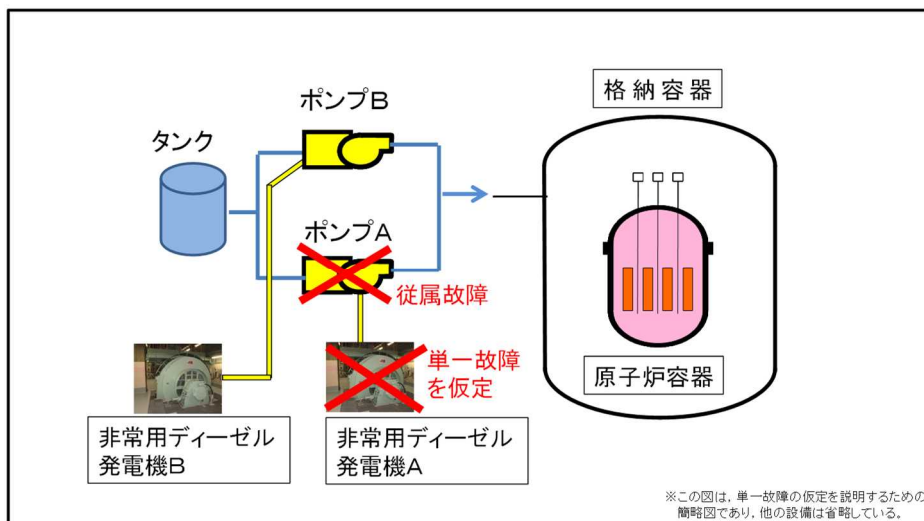 ポンプB
格納容器
タンク
ポンプA
従属故障
単一故障
を仮定
原子炉容器
非常用ディーゼル
発電機B
非常用ディーゼル
発電機A
※この図は，単一故障の仮定を説明するための
簡略図であり，他の設備は省略している。